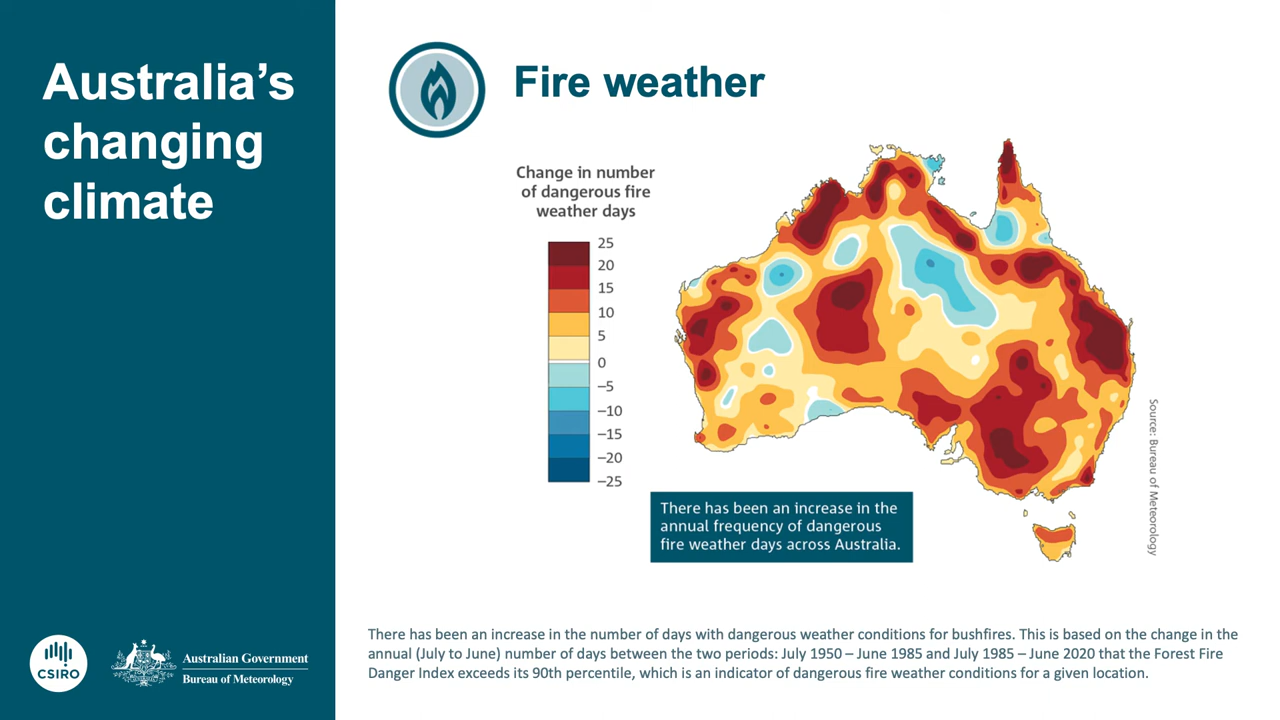 Australia's
changing
climate
Fire weather
Change in number
of dangerous fire
weather days
25
20
15
10
5
0
–5
–10
–15
–20
–25
Source: Bureau of Meteorology
There has been an increase in the
annual frequency of dangerous
fire weather days across Australia.
There has been an increase in the number of days with dangerous weather conditions for bushfires. This is based on the change in the
annual (July to June) number of days between the two periods: July 1950 – June 1985 and July 1985 – June 2020 that the Forest Fire
Danger Index exceeds its 90th percentile, which is an indicator of dangerous fire weather conditions for a given location.
CSIRO
Australian Government
Bureau of Meteorology